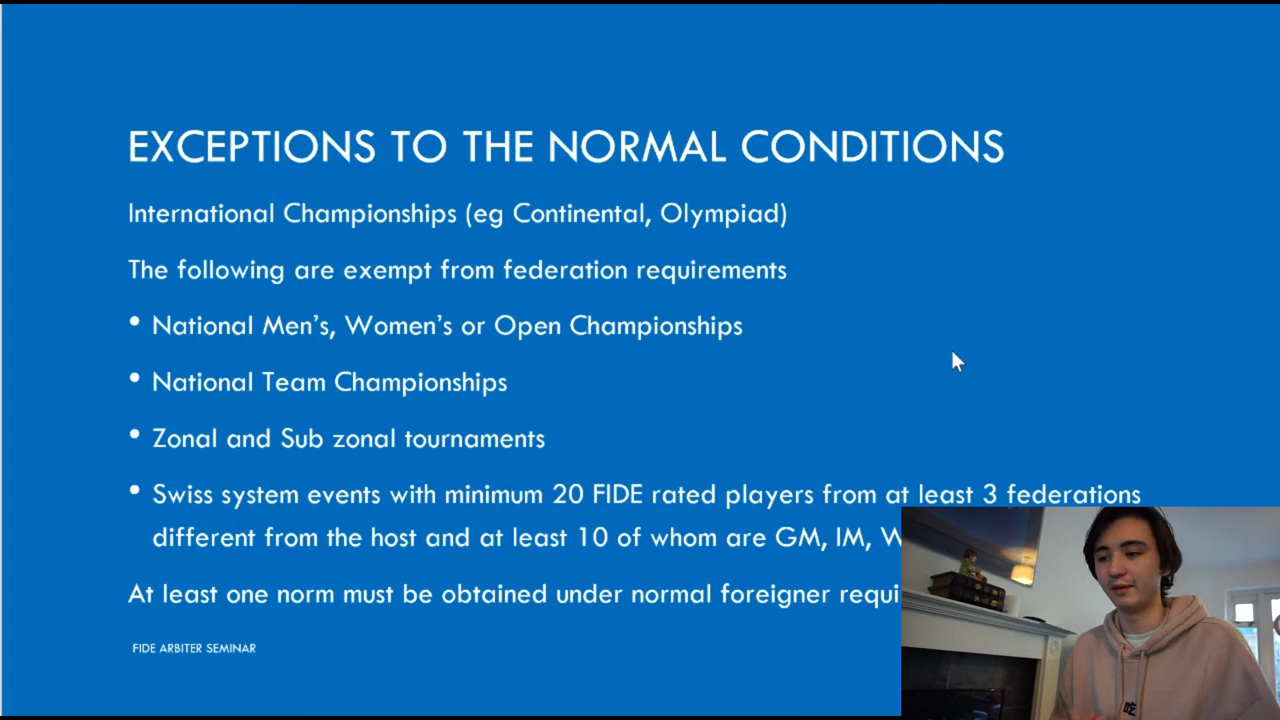 EXCEPTIONS TO THE NORMAL CONDITIONS
International Championships (eg Continental, Olympiad)
The following are exempt from federation requirements
• National Men's, Women's or Open Championships
• National Team Championships
• Zonal and Sub zonal tournaments
• Swiss system events with minimum 20 FIDE rated players from at least 3 federations
different from the host and at least 10 of whom are GM, IM,
At least one norm must be obtained under normal foreigner
FIDE ARBITER SEMINAR